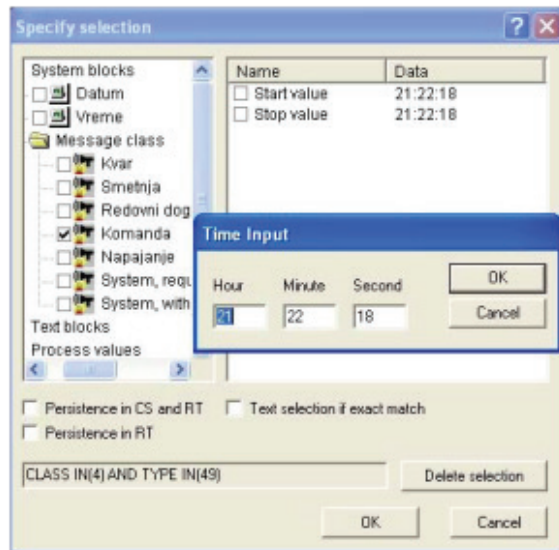 Specify selection
System blocks
Datum
Vreme
Message class
Kvar
Smetnja
Redovni dog
Komanda
Napajanje
System, requ
System, with
Text blocks
Process values
Name Data
Start value 21:22:18
Stop value 21:22:18
Time Input
Hour Minute Second
21 22 18
OK
Cancel
Persistence in CS and RT
Text selection if exact match
Persistence in RT
CLASS IN(4) AND TYPE IN(49)
Delete selection
OK
Cancel